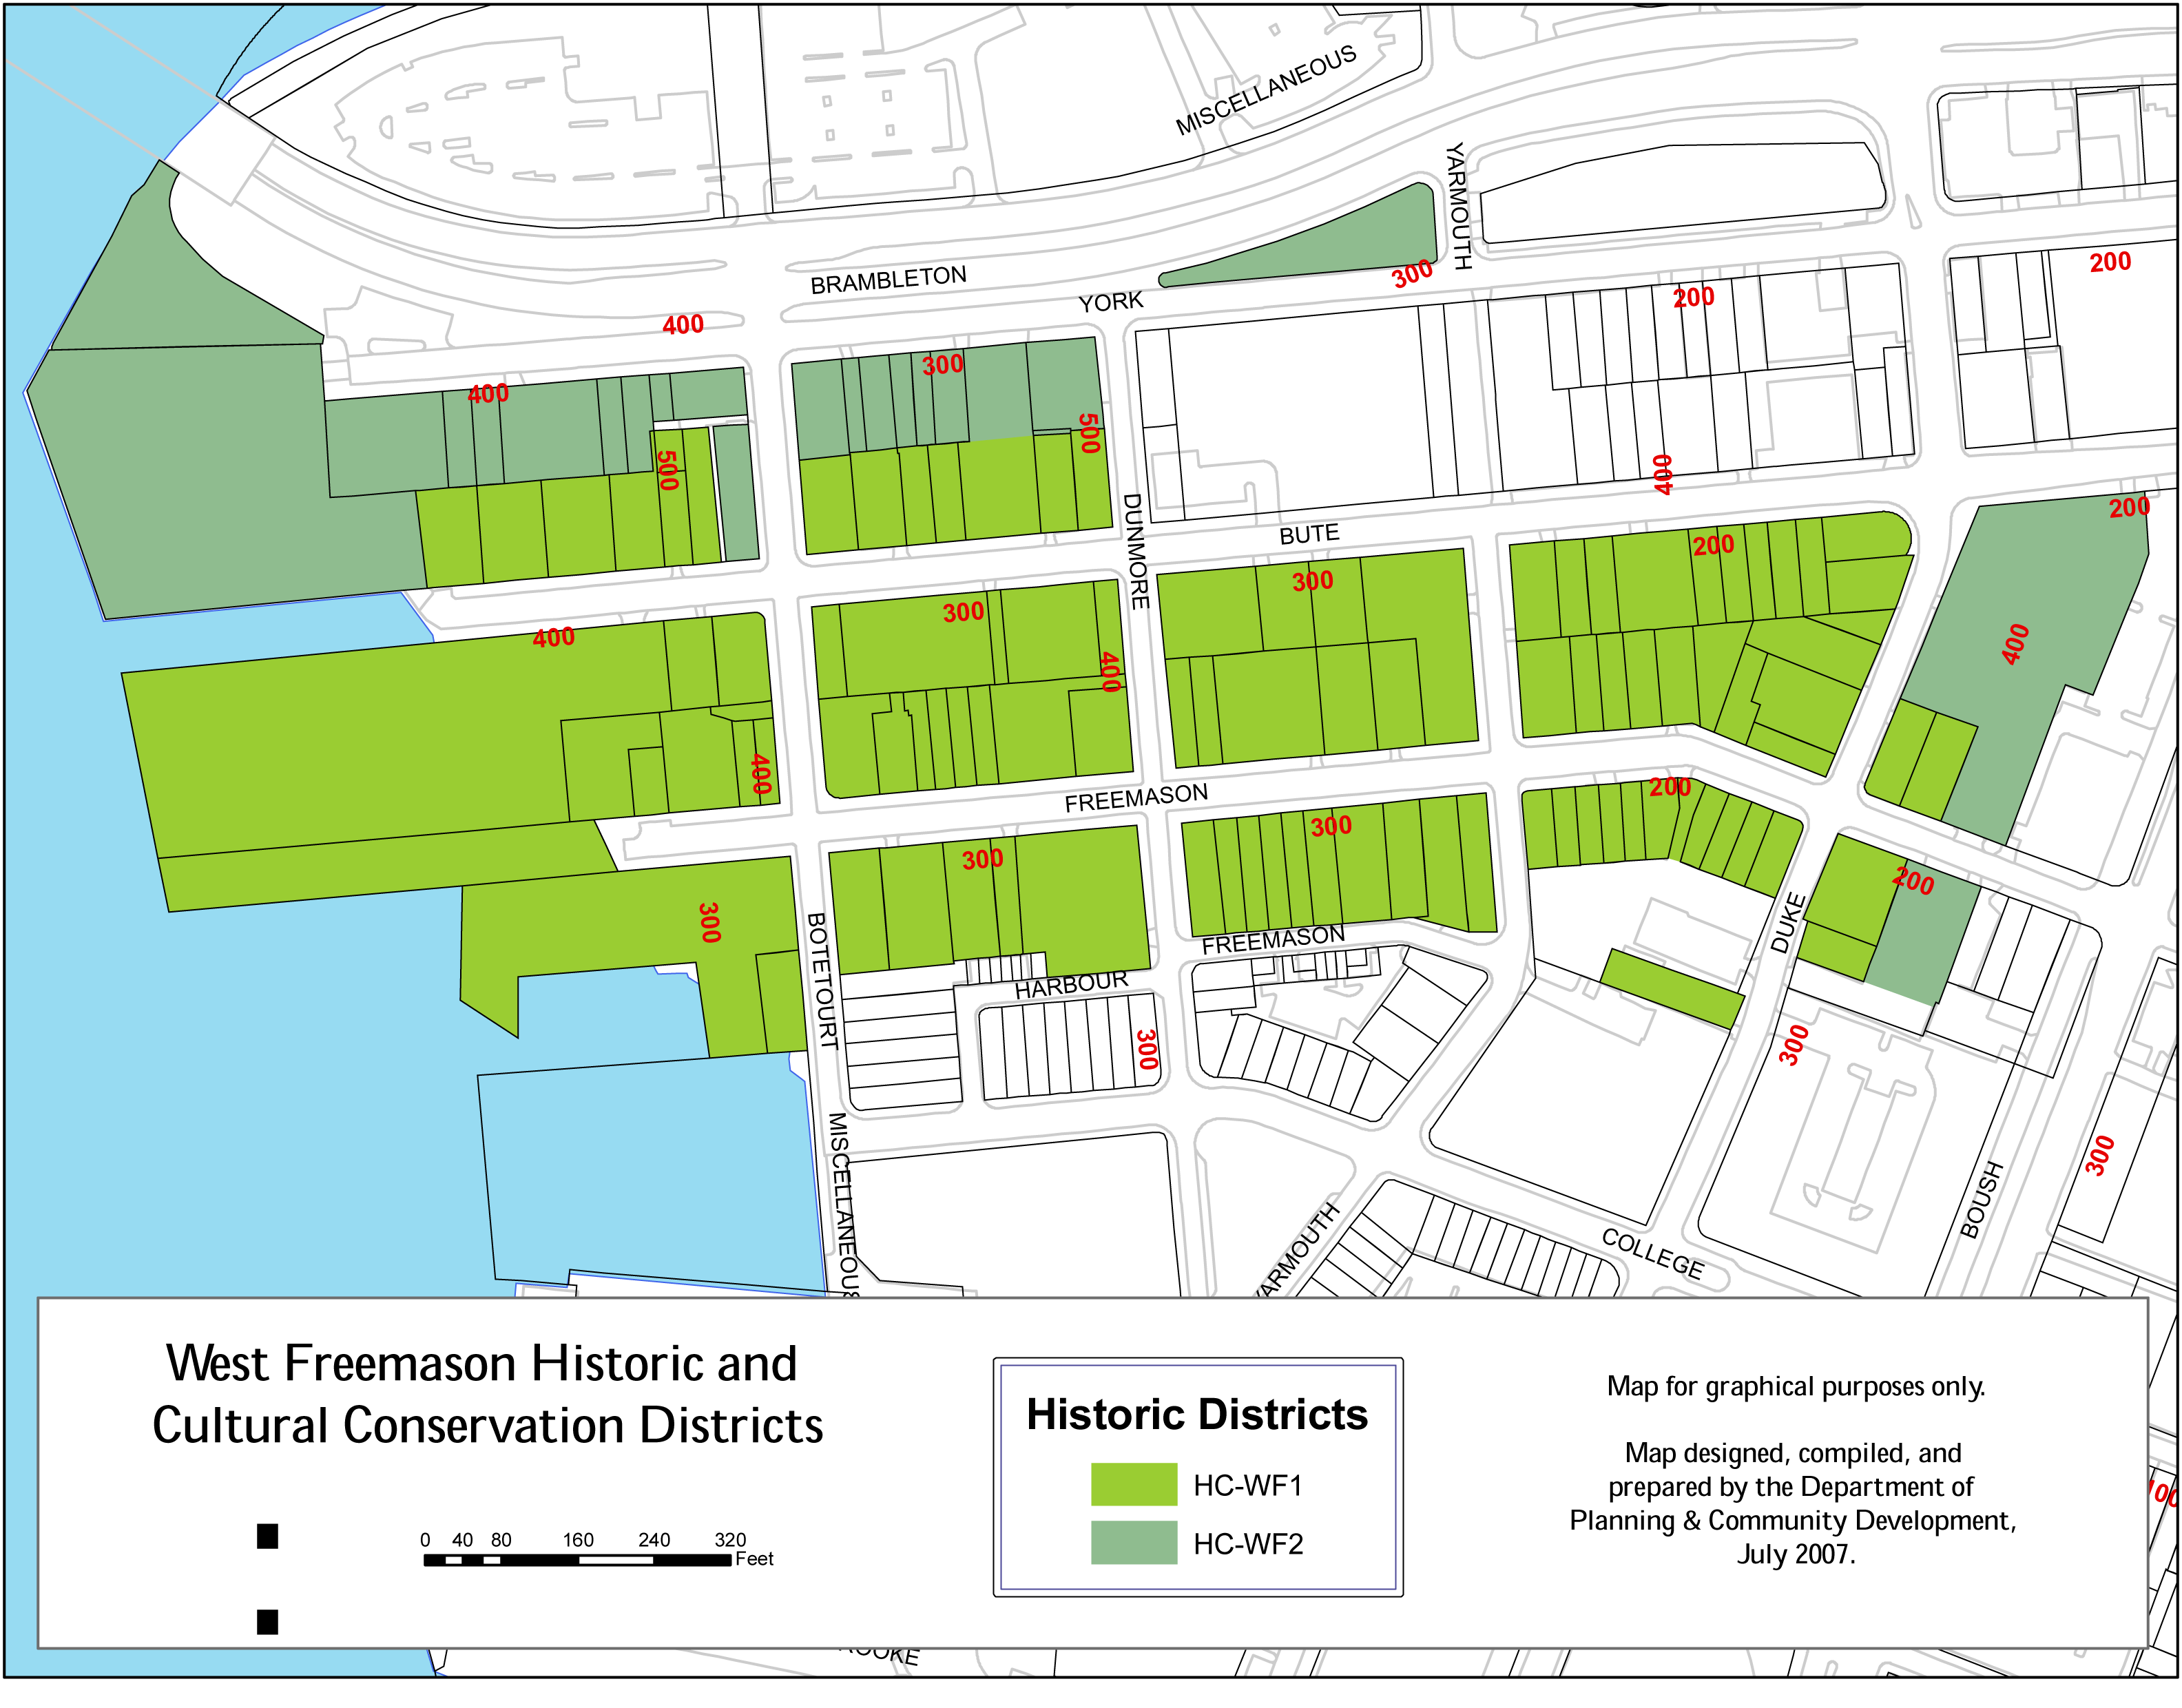 MISCELLANEOUS
YARMOUTH
BRAMBLETON
YORK
300
200
200
400
300
400
500
500
400
200
DUNMORE
BUTE
200
300
300
400
400
400
400
FREEMASON
200
300
300
200
300
BOTETOURT
FREEMASON
HARBOUR
DUKE
300
300
300
MISCELLANEOUS
BOUSH
COLLEGE
YARMOUTH
West Freemason Historic and
Cultural Conservation Districts
0 40 80 160 240 320
Feet
Historic Districts
HC-WF1
HC-WF2
Map for graphical purposes only.
Map designed, compiled, and
prepared by the Department of
Planning & Community Development,
July 2007.
100